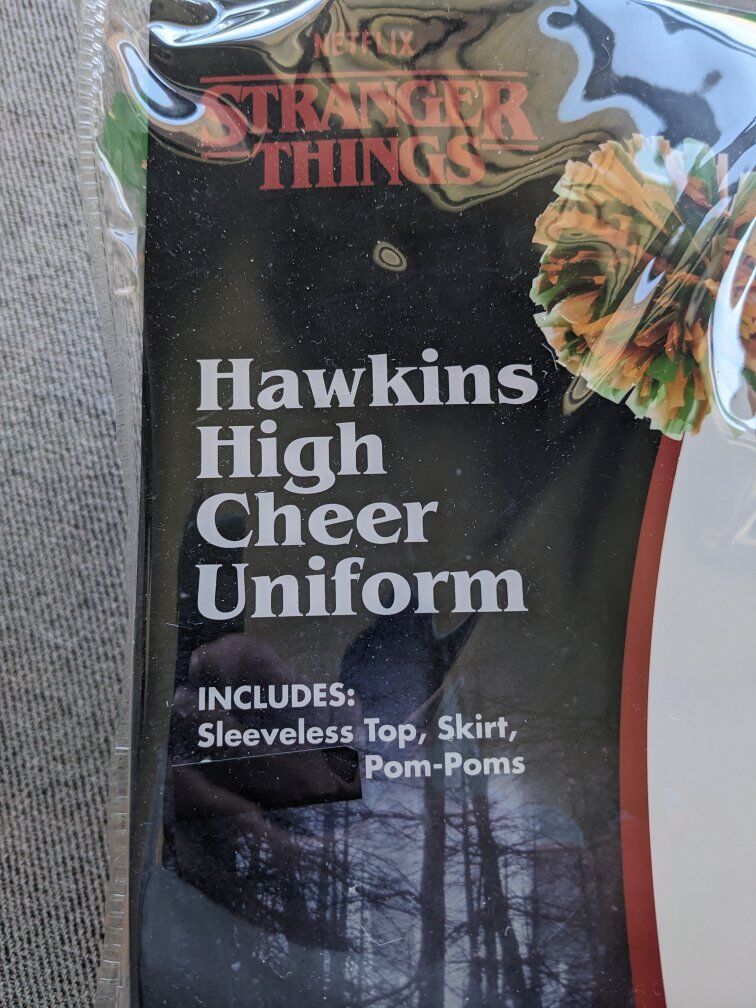 NETFLIX
STRANGER
THINGS
Hawkins
High
Cheer
Uniform
INCLUDES:
Sleeveless Top, Skirt,
Pom-Poms